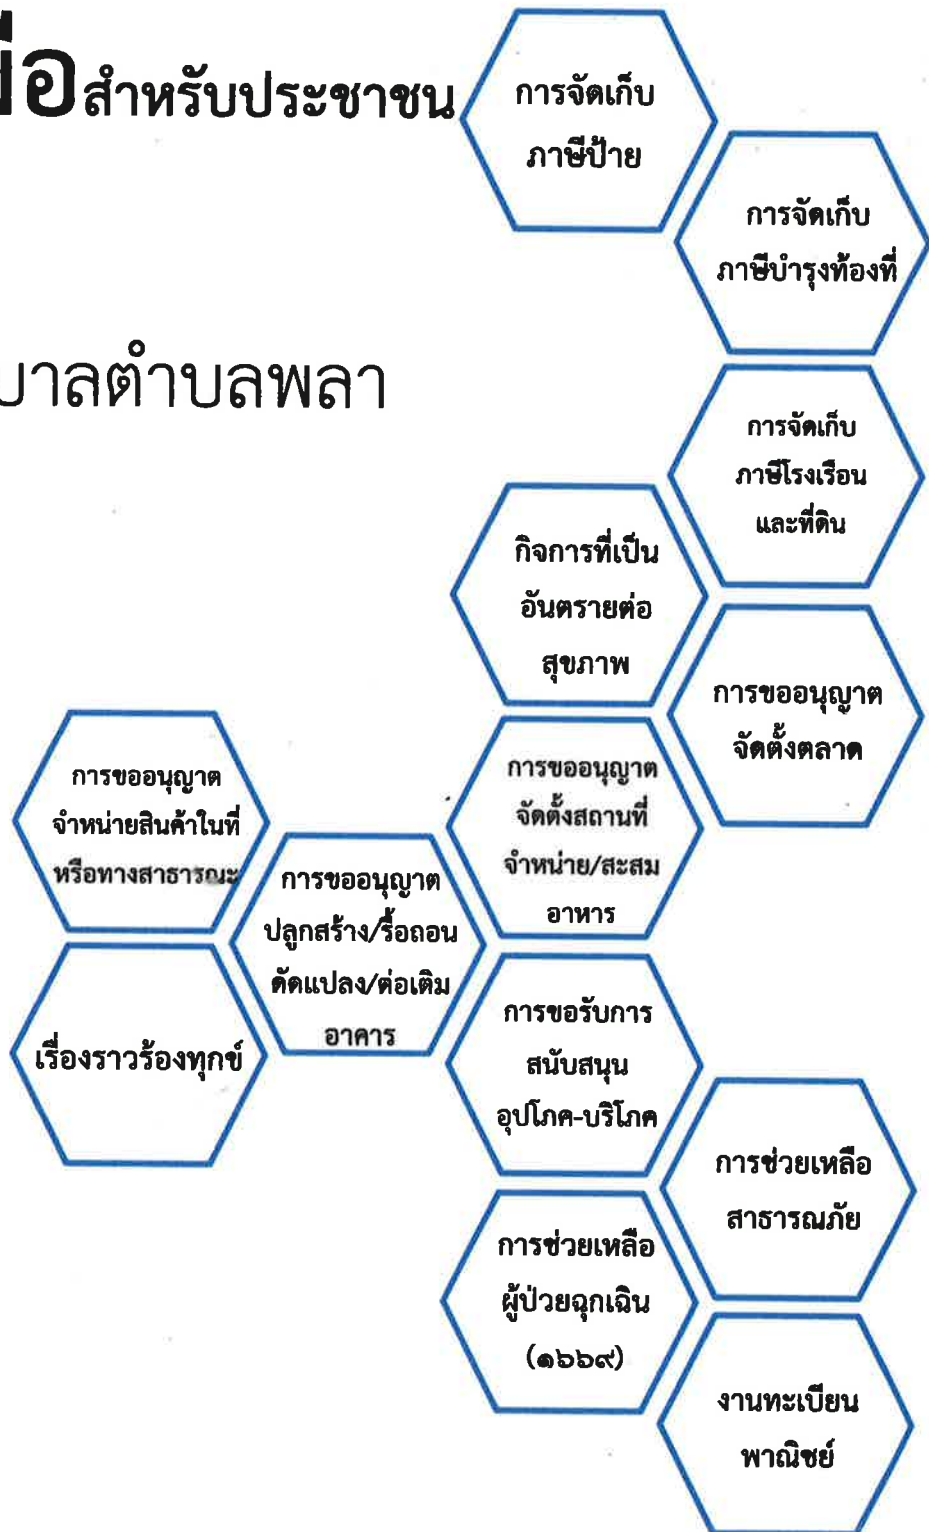 มือสำหรับประชาชน
บาลตำบลพลา
การจัดเก็บ
ภาษีป้าย
การจัดเก็บ
ภาษีบำรุงท้องที่
การจัดเก็บ
ภาษีโรงเรือน
และที่ดิน
กิจการที่เป็น
อันตรายต่อ
สุขภาพ
การขออนุญาต
จัดตั้งตลาด
การขออนุญาต
จำหน่ายสินค้าในที่
หรือทางสาธารณะ
การขออนุญาต
จัดตั้งสถานที่
จำหน่าย/สะสม
อาหาร
การขออนุญาต
ปลูกสร้าง/รื้อถอน
ดัดแปลง/ต่อเติม
อาคาร
เรื่องราวร้องทุกข์
การขอรับการ
สนับสนุน
อุปโภค-บริโภค
การช่วยเหลือ
สาธารณภัย
การช่วยเหลือ
ผู้ป่วยฉุกเฉิน
(๑๖๖๙)
งานทะเบียน
พาณิชย์